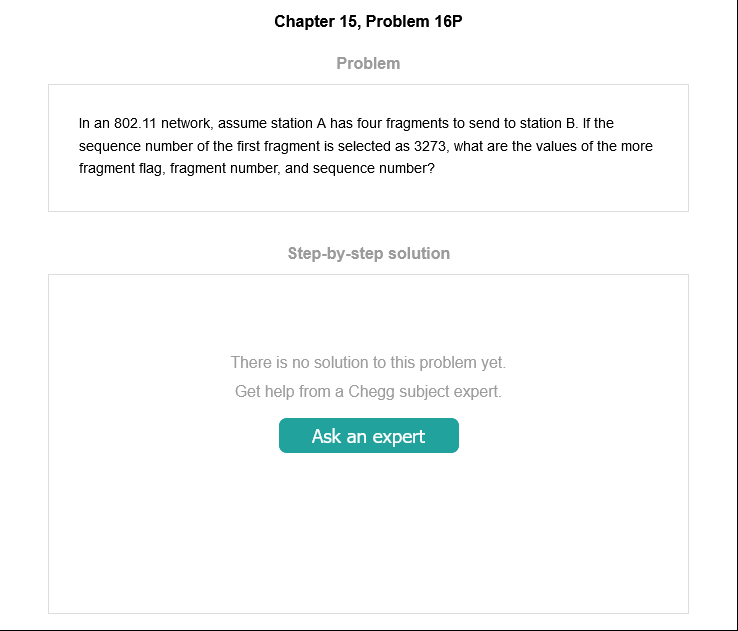 Chapter 15, Problem 16P
Problem
In an 802.11 network, assume station A has four fragments to send to station B. If the
sequence number of the first fragment is selected as 3273, what are the values of the more
fragment flag, fragment number, and sequence number?
Step-by-step solution
There is no solution to this problem yet.
Get help from a Chegg subject expert.
Ask an expert